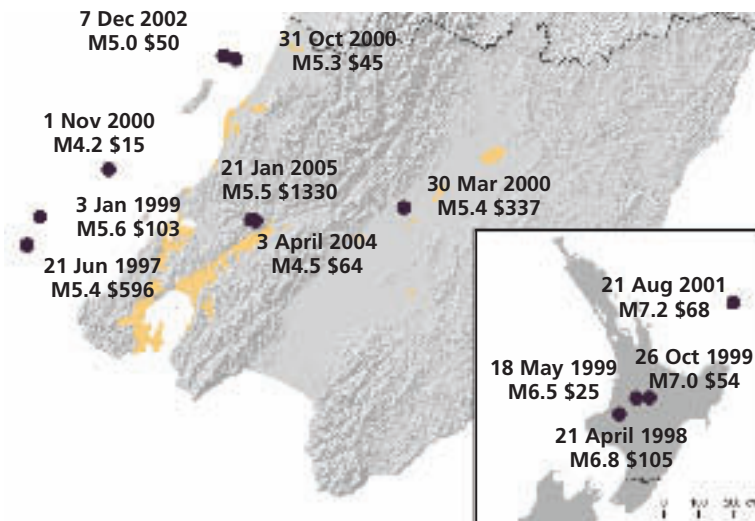 7 Dec 2002
M5.0 $50
31 Oct 2000
M5.3 $45
1 Nov 2000
M4.2 $15
21 Jan 2005
M5.5 $1330
30 Mar 2000
M5.4 $337
3 Jan 1999
M5.6 $103
3 April 2004
M4.5 $64
21 Jun 1997
M5.4 $596
21 Aug 2001
M7.2 $68
18 May 1999
M6.5 $25
26 Oct 1999
M7.0 $54
21 April 1998
M6.8 $105